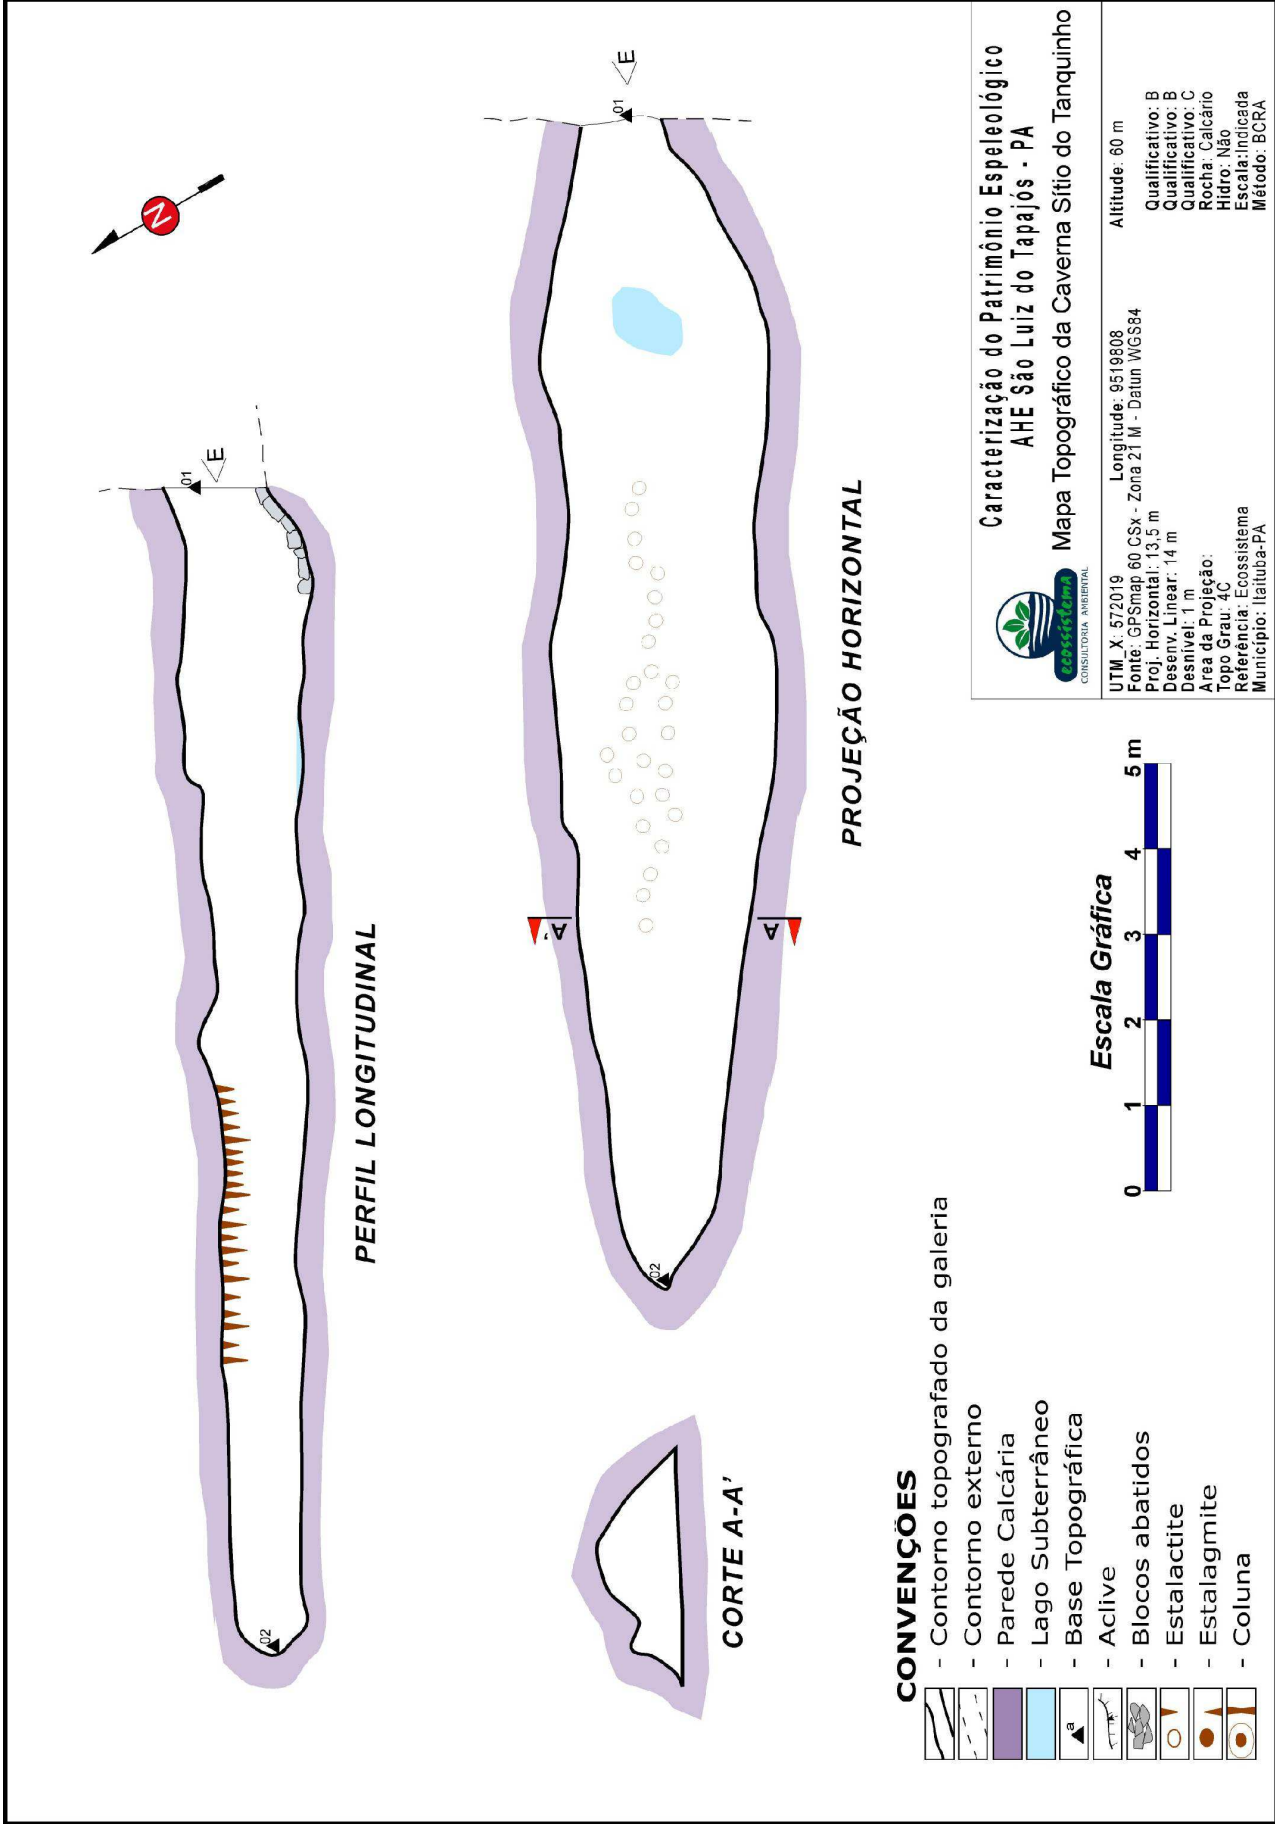 01
E
02
PERFIL LONGITUDINAL
N
01
E
A'
A
02
PROJEÇÃO HORIZONTAL
CORTE A-A'
CONVENÇÕES
- Contorno topografado da galeria
- Contorno externo
- Parede Calcária
- Lago Subterrâneo
a
- Base Topográfica
- Aclive
- Blocos abatidos
- Estalactite
- Estalagmite
- Coluna
Escala Gráfica
0 1 2 3 4 5 m
Caracterização do Patrimônio Espeleológico
AHE São Luiz do Tapajós - PA
Mapa Topográfico da Caverna Sítio do Tanquinho
ecossistema
CONSULTORIA AMBIENTAL
UTM_X: 572019 Longitude: 9519808 Altitude: 60 m
Fonte: GPSmap 60 CSx - Zona 21 M - Datun WGS84
Proj. Horizontal: 13,5 m Qualificativo: B
Desenv. Linear: 14 m Qualificativo: B
Desnível: 1 m Qualificativo: C
Área da Projeção: Rocha: Calcário
Topo Grau: 4C Hidro: Não
Referência: Ecossistema Escala:Indicada
Município: Itaituba-PA Método: BCRA